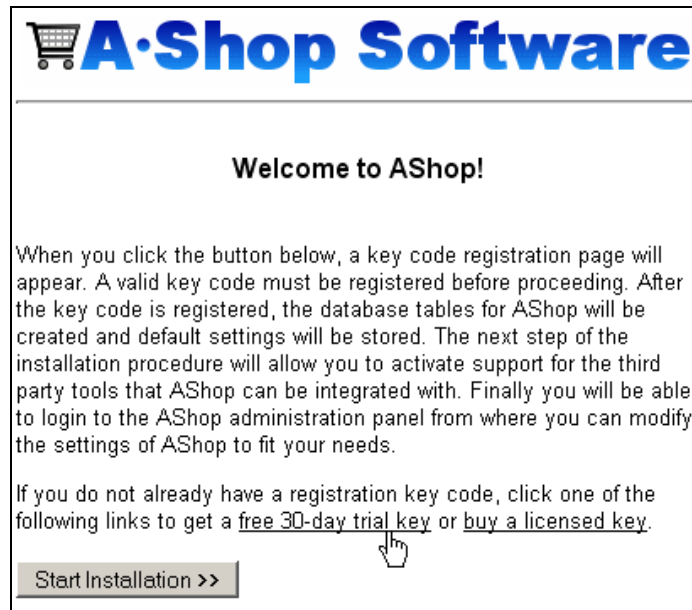 A·Shop Software
Welcome to AShop!
When you click the button below, a key code registration page will
appear. A valid key code must be registered before proceeding. After
the key code is registered, the database tables for AShop will be
created and default settings will be stored. The next step of the
installation procedure will allow you to activate support for the third
party tools that AShop can be integrated with. Finally you will be able
to login to the AShop administration panel from where you can modify
the settings of AShop to fit your needs.
If you do not already have a registration key code, click one of the
following links to get a free 30-day trial key or buy a licensed key.
Start Installation >>